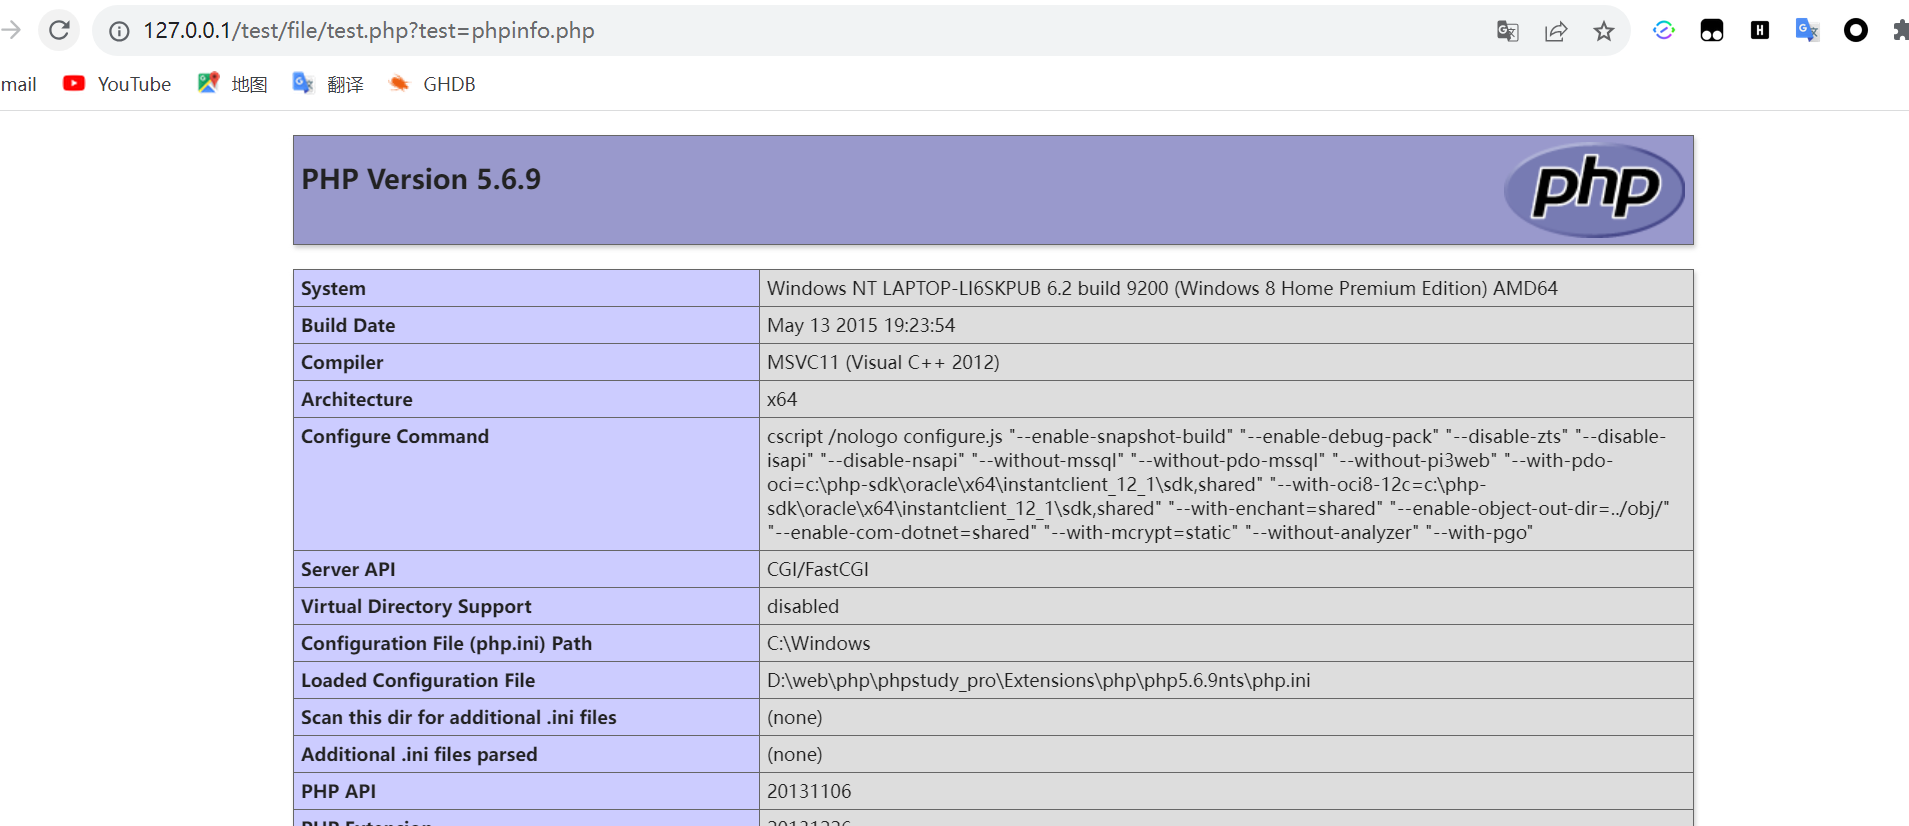 127.0.0.1/test/file/test.php?test=phpinfo.php
mail YouTube 地图 翻译 GHDB
PHP Version 5.6.9
php
System Windows NT LAPTOP-LI6SKPUB 6.2 build 9200 (Windows 8 Home Premium Edition) AMD64
Build Date May 13 2015 19:23:54
Compiler MSVC11 (Visual C++ 2012)
Architecture x64
Configure Command cscript /nologo configure.js "--enable-snapshot-build" "--enable-debug-pack" "--disable-zts" "--disable-
isapi" "--disable-nsapi" "--without-mssql" "--without-pdo-mssql" "--without-pi3web" "--with-pdo-
oci=c:\php-sdk\oracle\x64\instantclient_12_1\sdk,shared" "--with-oci8-12c=c:\php-
sdk\oracle\x64\instantclient_12_1\sdk,shared" "--with-enchant=shared" "--enable-object-out-dir=../obj/"
"--enable-com-dotnet=shared" "--with-mcrypt=static" "--without-analyzer" "--with-pgo"
Server API CGI/FastCGI
Virtual Directory Support disabled
Configuration File (php.ini) Path C:\Windows
Loaded Configuration File D:\web\php\phpstudy_pro\Extensions\php\php5.6.9nts\php.ini
Scan this dir for additional .ini files (none)
Additional .ini files parsed (none)
PHP API 20131106
PHP Extension 20131226